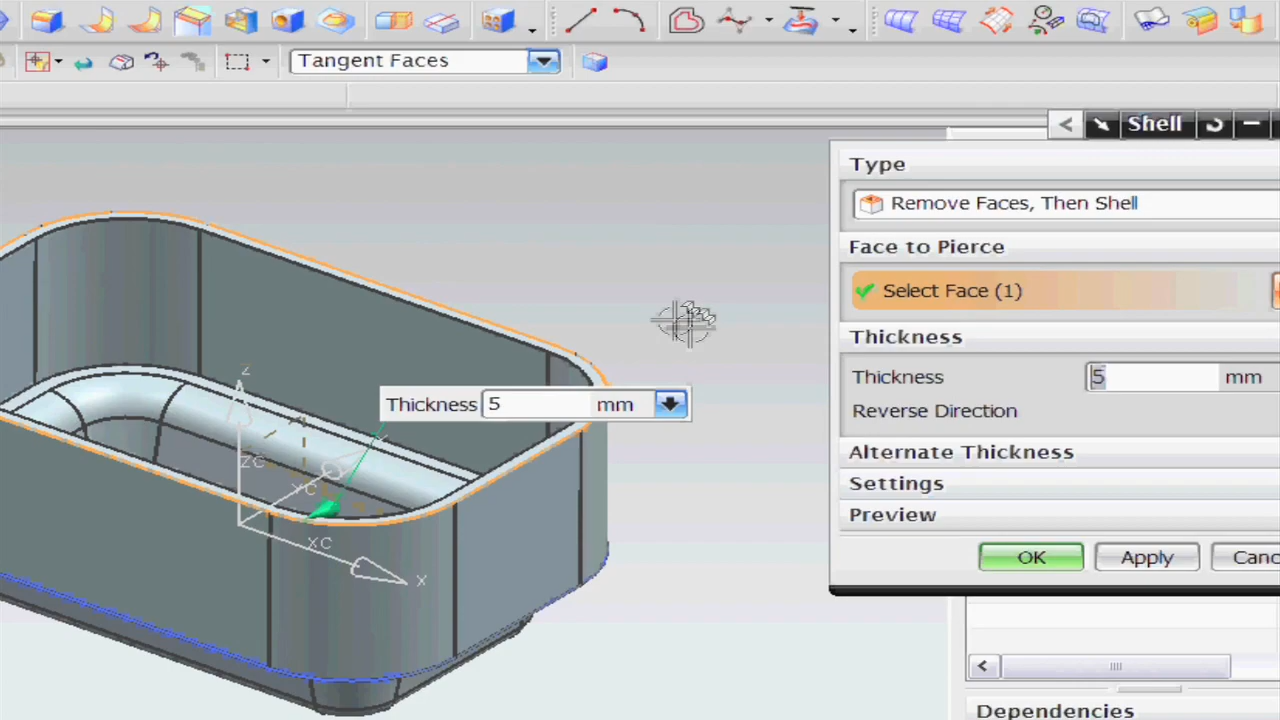 Tangent Faces
Shell
Type
Remove Faces, Then Shell
Face to Pierce
Select Face (1)
Thickness
Thickness 5 mm
Reverse Direction
Alternate Thickness
Settings
Preview
OK Apply Canc
Thickness 5 mm
Z
ZC
YC
XC
X
Dependencies